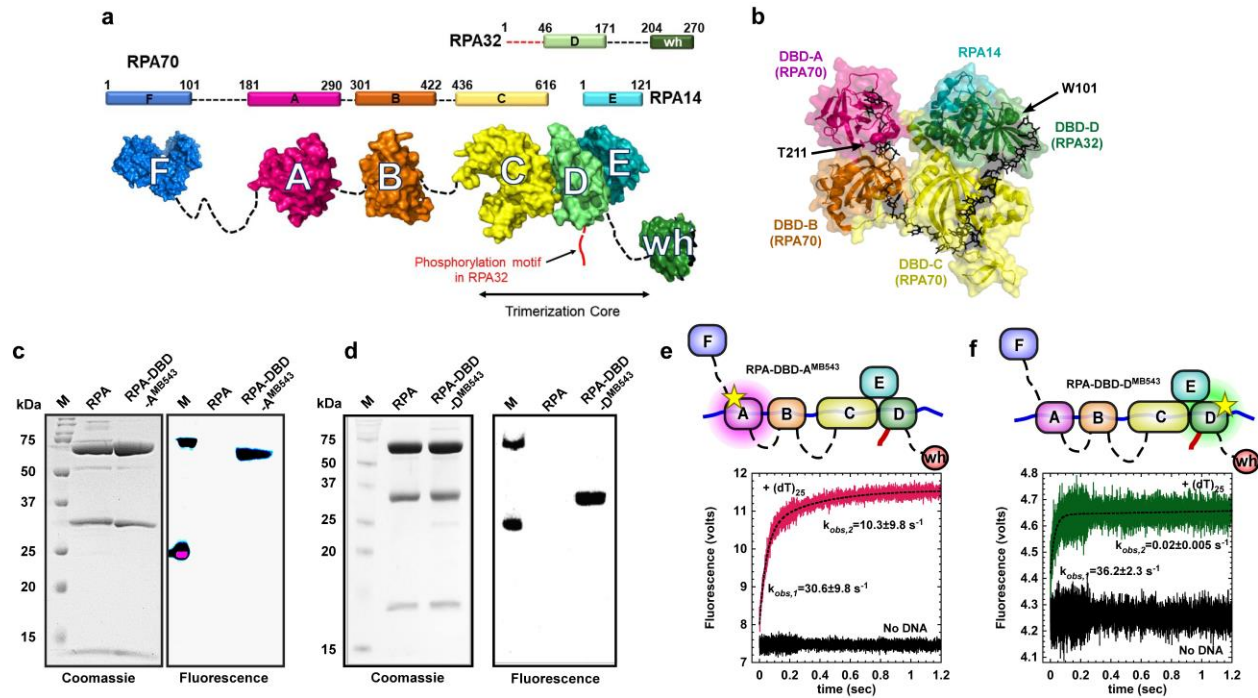 a
RPA70
1 101 181 290 301 422 436 616
F A B C
RPA32
1 46 171 204 270
D wh
1 121
E RPA14
F A B C D E wh
Phosphorylation motif
in RPA32
Trimerization Core
b
DBD-A
(RPA70)
RPA14
W101
DBD-D
(RPA32)
T211
DBD-B
(RPA70)
DBD-C
(RPA70)
c
kDa M RPA RPA-DBD
-A^MB543
M RPA RPA-DBD
-A^MB543
75
50
37
25
20
15
Coomassie Fluorescence
d
kDa M RPA RPA-DBD
-D^MB543
M RPA RPA-DBD
-D^MB543
75
50
37
25
20
15
Coomassie Fluorescence
e
F
RPA-DBD-A^MB543
E
A B C D
wh
12
11
10
9
8
7
Fluorescence (volts)
+ (dT)25
kobs,2=10.3±9.8 s-1
kobs,1=30.6±9.8 s-1
No DNA
0 0.2 0.4 0.6 0.8 1.0 1.2
time (sec)
f
F
RPA-DBD-D^MB543
E
A B C D
wh
4.8
4.7
4.6
4.5
4.4
4.3
4.2
4.1
Fluorescence (volts)
+ (dT)25
kobs,2=0.02±0.005 s-1
kobs,1=36.2±2.3 s-1
No DNA
0 0.2 0.4 0.6 0.8 1.0 1.2
time (sec)